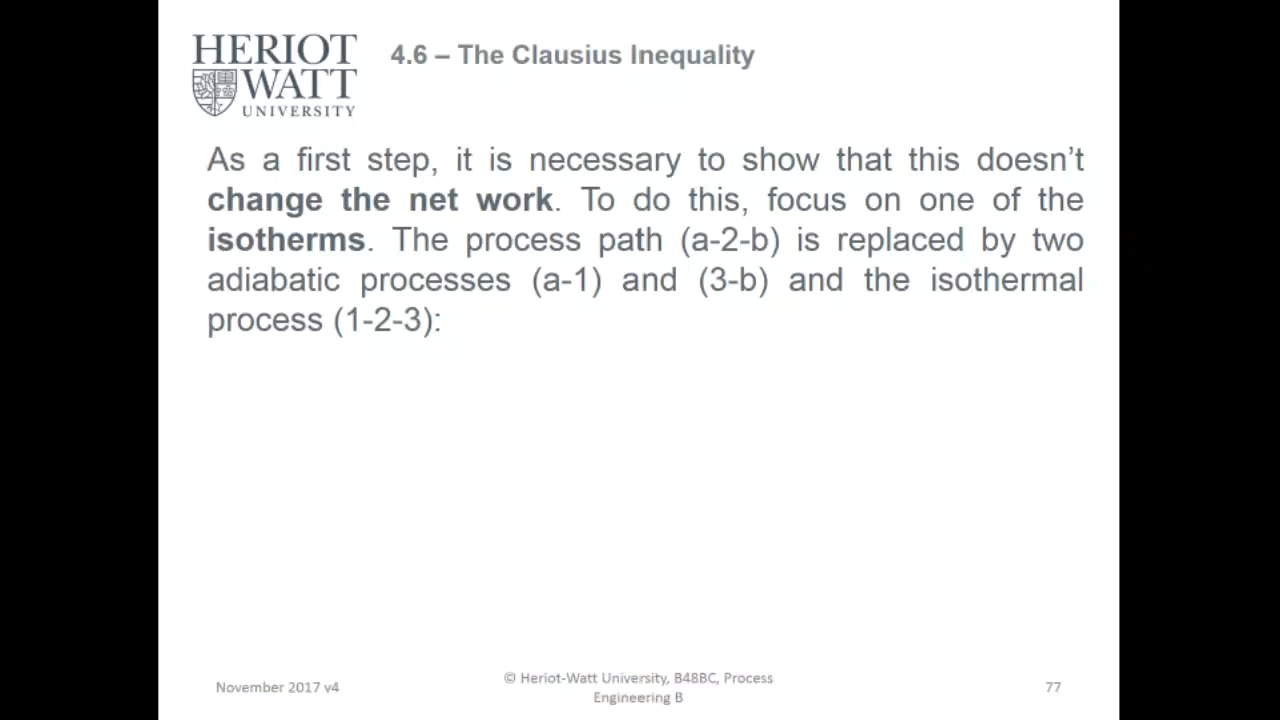 HERIOT
WATT
UNIVERSITY
4.6 – The Clausius Inequality
As a first step, it is necessary to show that this doesn’t
change the net work. To do this, focus on one of the
isotherms. The process path (a-2-b) is replaced by two
adiabatic processes (a-1) and (3-b) and the isothermal
process (1-2-3):
November 2017 v4
© Heriot-Watt University, B48BC, Process
Engineering B
77